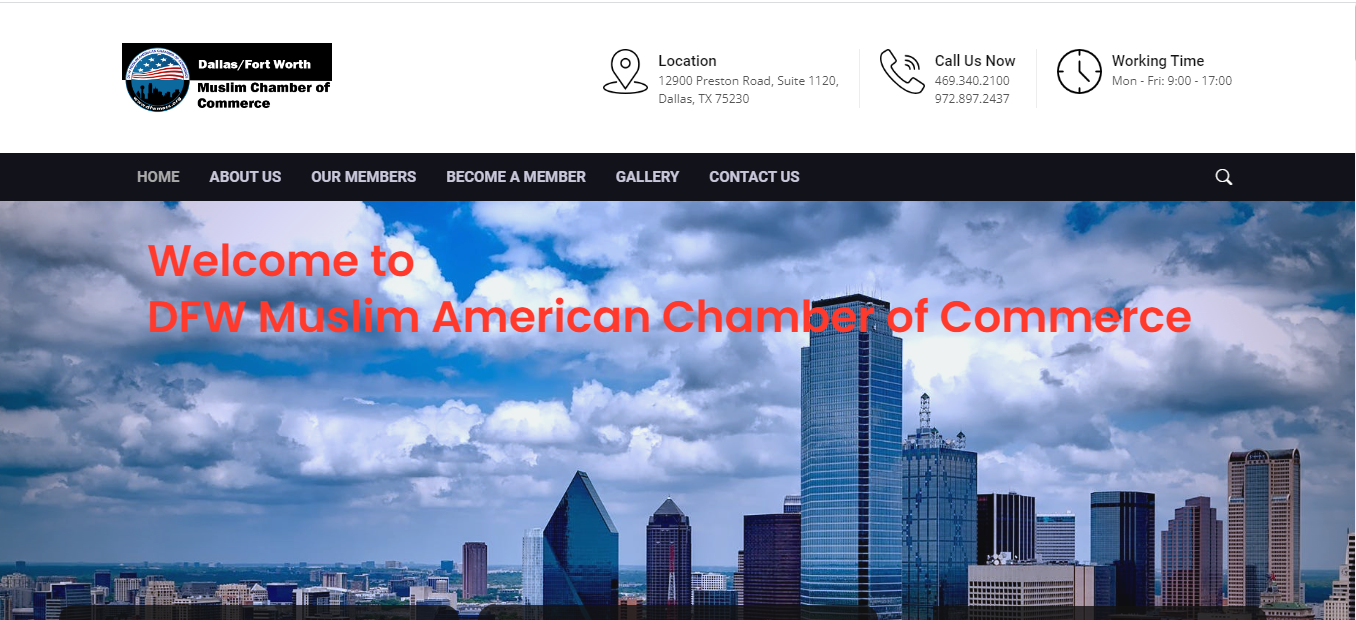 Dallas/Fort Worth
Muslim Chamber of
Commerce
Location
12900 Preston Road, Suite 1120,
Dallas, TX 75230
Call Us Now
469.340.2100
972.897.2437
Working Time
Mon - Fri: 9:00 - 17:00
HOME ABOUT US OUR MEMBERS BECOME A MEMBER GALLERY CONTACT US
Welcome to
DFW Muslim American Chamber of Commerce